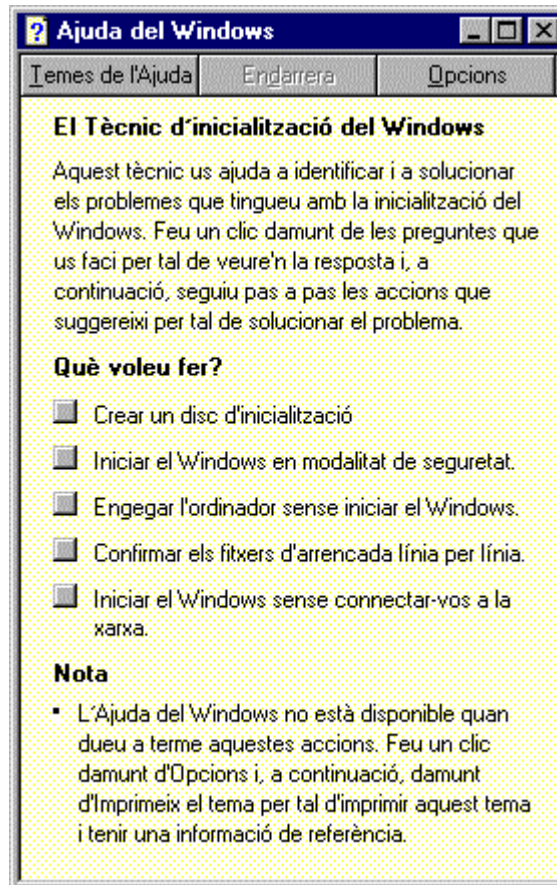 Ajuda del Windows
Temes de l'Ajuda Endarrera Opcions
El Tècnic d´inicialització del Windows
Aquest tècnic us ajuda a identificar i a solucionar
els problemes que tingueu amb la inicialització del
Windows. Feu un clic damunt de les preguntes que
us faci per tal de veure'n la resposta i, a
continuació, seguiu pas a pas les accions que
suggereixi per tal de solucionar el problema.
Què voleu fer?
Crear un disc d'inicialització
Iniciar el Windows en modalitat de seguretat.
Engegar l'ordinador sense iniciar el Windows.
Confirmar els fitxers d'arrencada línia per línia.
Iniciar el Windows sense connectar-vos a la
xarxa.
Nota
▪ L´Ajuda del Windows no està disponible quan
dueu a terme aquestes accions. Feu un clic
damunt d'Opcions i, a continuació, damunt
d'Imprimeix el tema per tal d'imprimir aquest tema
i tenir una informació de referència.